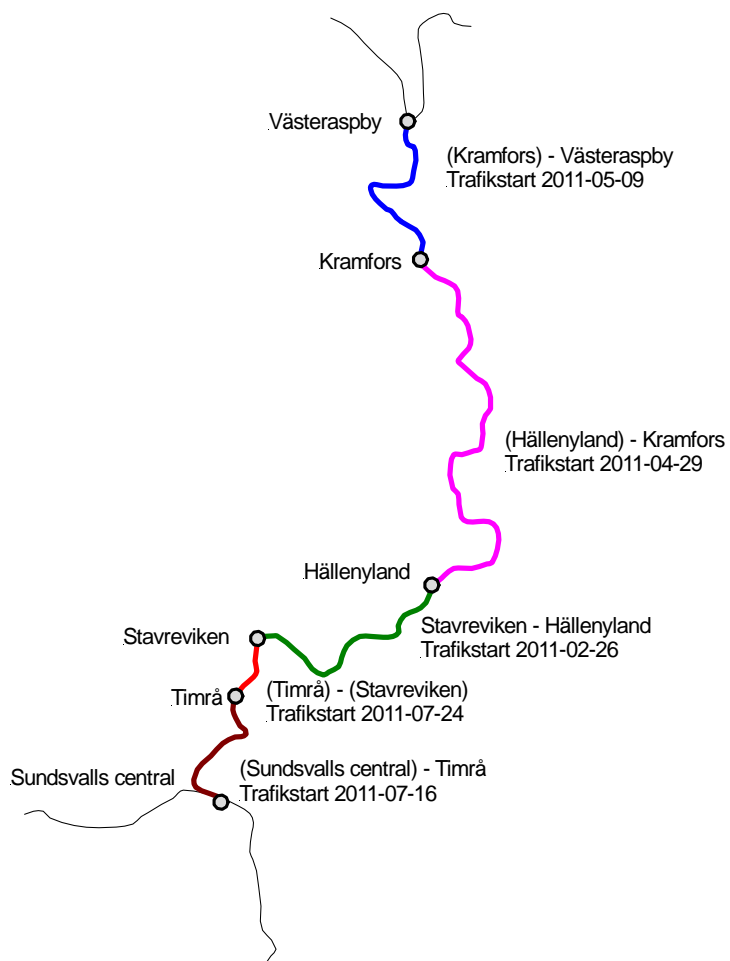 Västeraspby
(Kramfors) - Västeraspby
Trafikstart 2011-05-09
Kramfors
(Hällenyland) - Kramfors
Trafikstart 2011-04-29
Hällenyland
Stavreviken - Hällenyland
Trafikstart 2011-02-26
Stavreviken
Timrå
(Timrå) - (Stavreviken)
Trafikstart 2011-07-24
Sundsvalls central
(Sundsvalls central) - Timrå
Trafikstart 2011-07-16